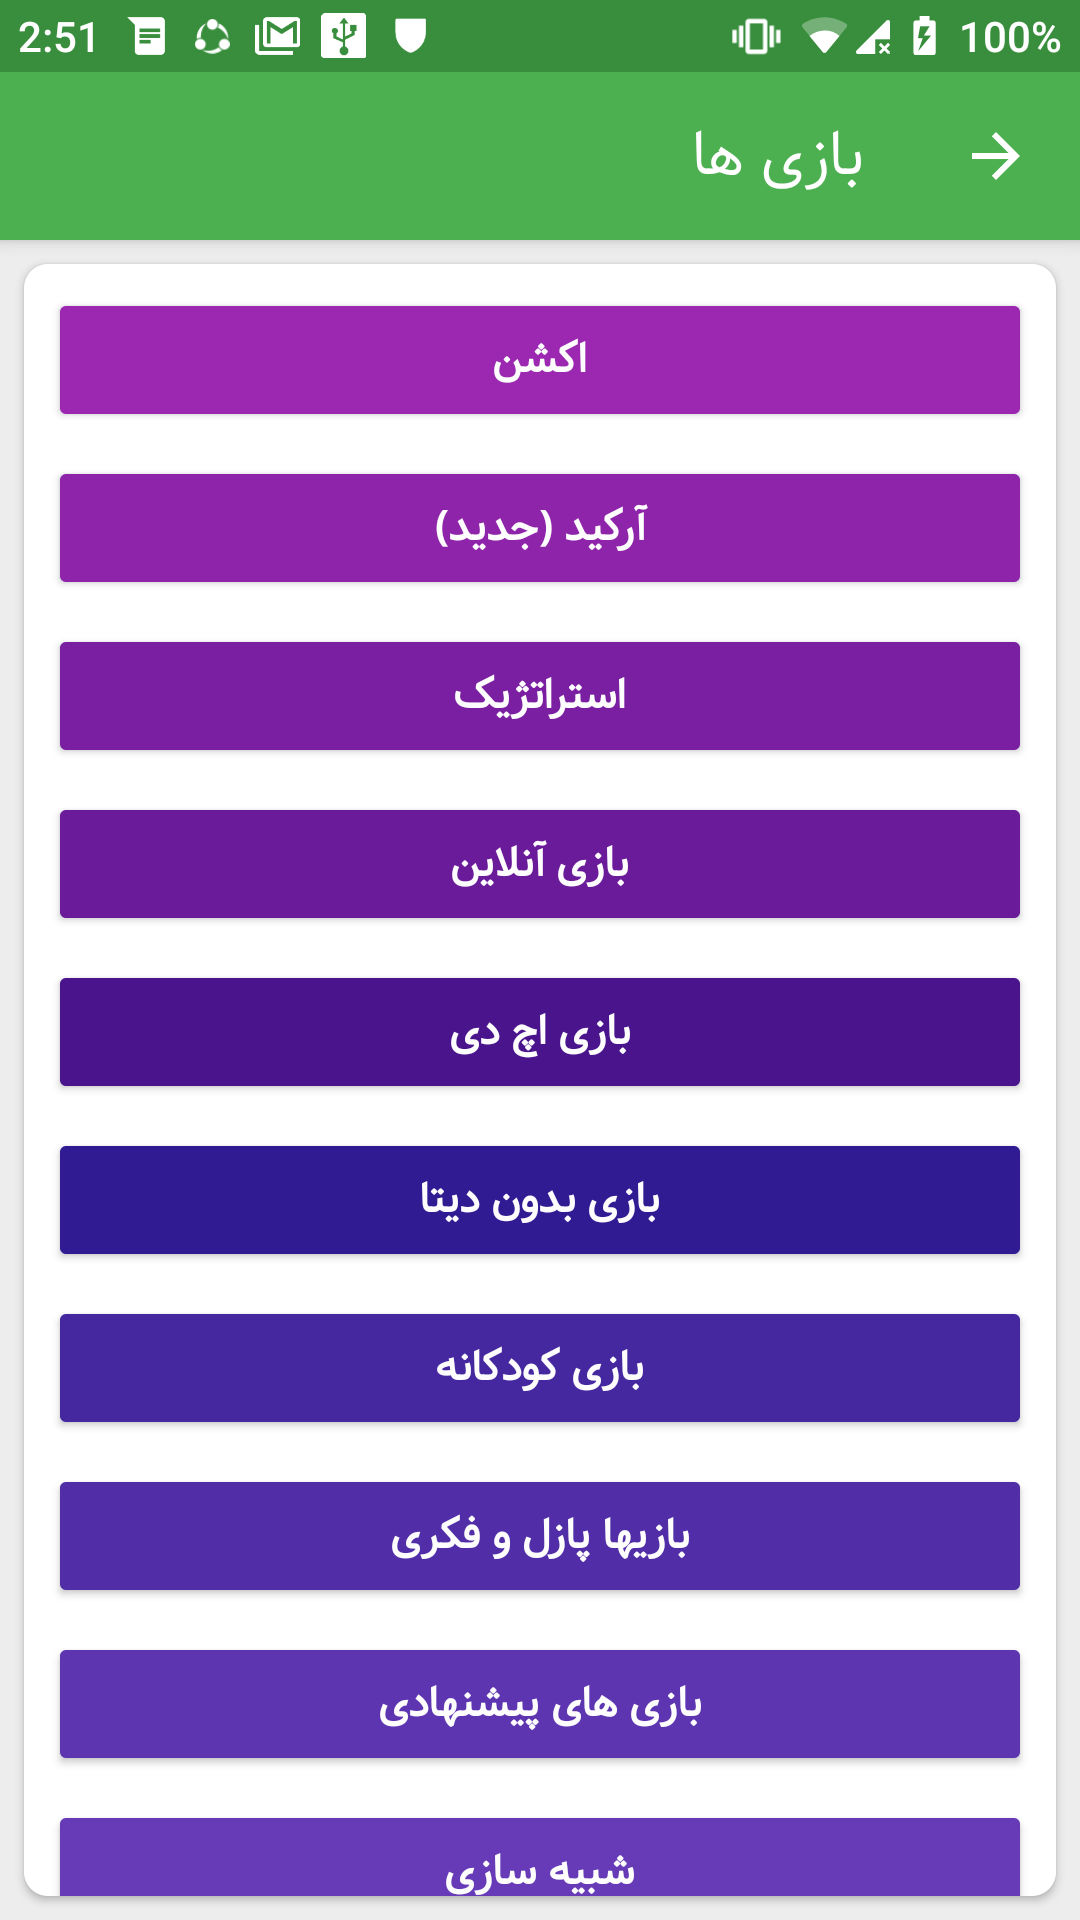 2:51 100%
بازی ها
اکشن
آرکید (جدید)
استراتژیک
بازی آنلاین
بازی اچ دی
بازی بدون دیتا
بازی کودکانه
بازیها پازل و فکری
بازی های پیشنهادی
شبیه سازی